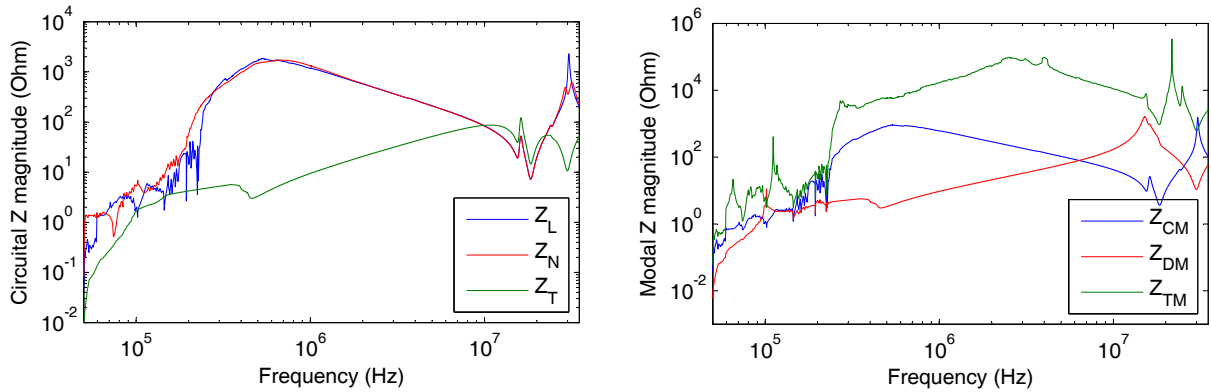 10^4
10^3
10^2
10^1
10^0
10^-1
10^-2
Circuital Z magnitude (Ohm)
Z_L
Z_N
Z_T
10^5
10^6
10^7
Frequency (Hz)
10^6
10^4
10^2
10^0
10^-2
Modal Z magnitude (Ohm)
Z_CM
Z_DM
Z_TM
10^5
10^6
10^7
Frequency (Hz)